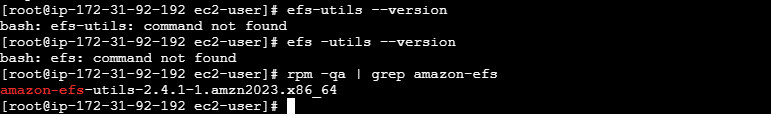 [root@ip-172-31-92-192 ec2-user]# efs-utils --version
bash: efs-utils: command not found
[root@ip-172-31-92-192 ec2-user]# efs -utils --version
bash: efs: command not found
[root@ip-172-31-92-192 ec2-user]# rpm -qa | grep amazon-efs
amazon-efs-utils-2.4.1-1.amzn2023.x86_64
[root@ip-172-31-92-192 ec2-user]#